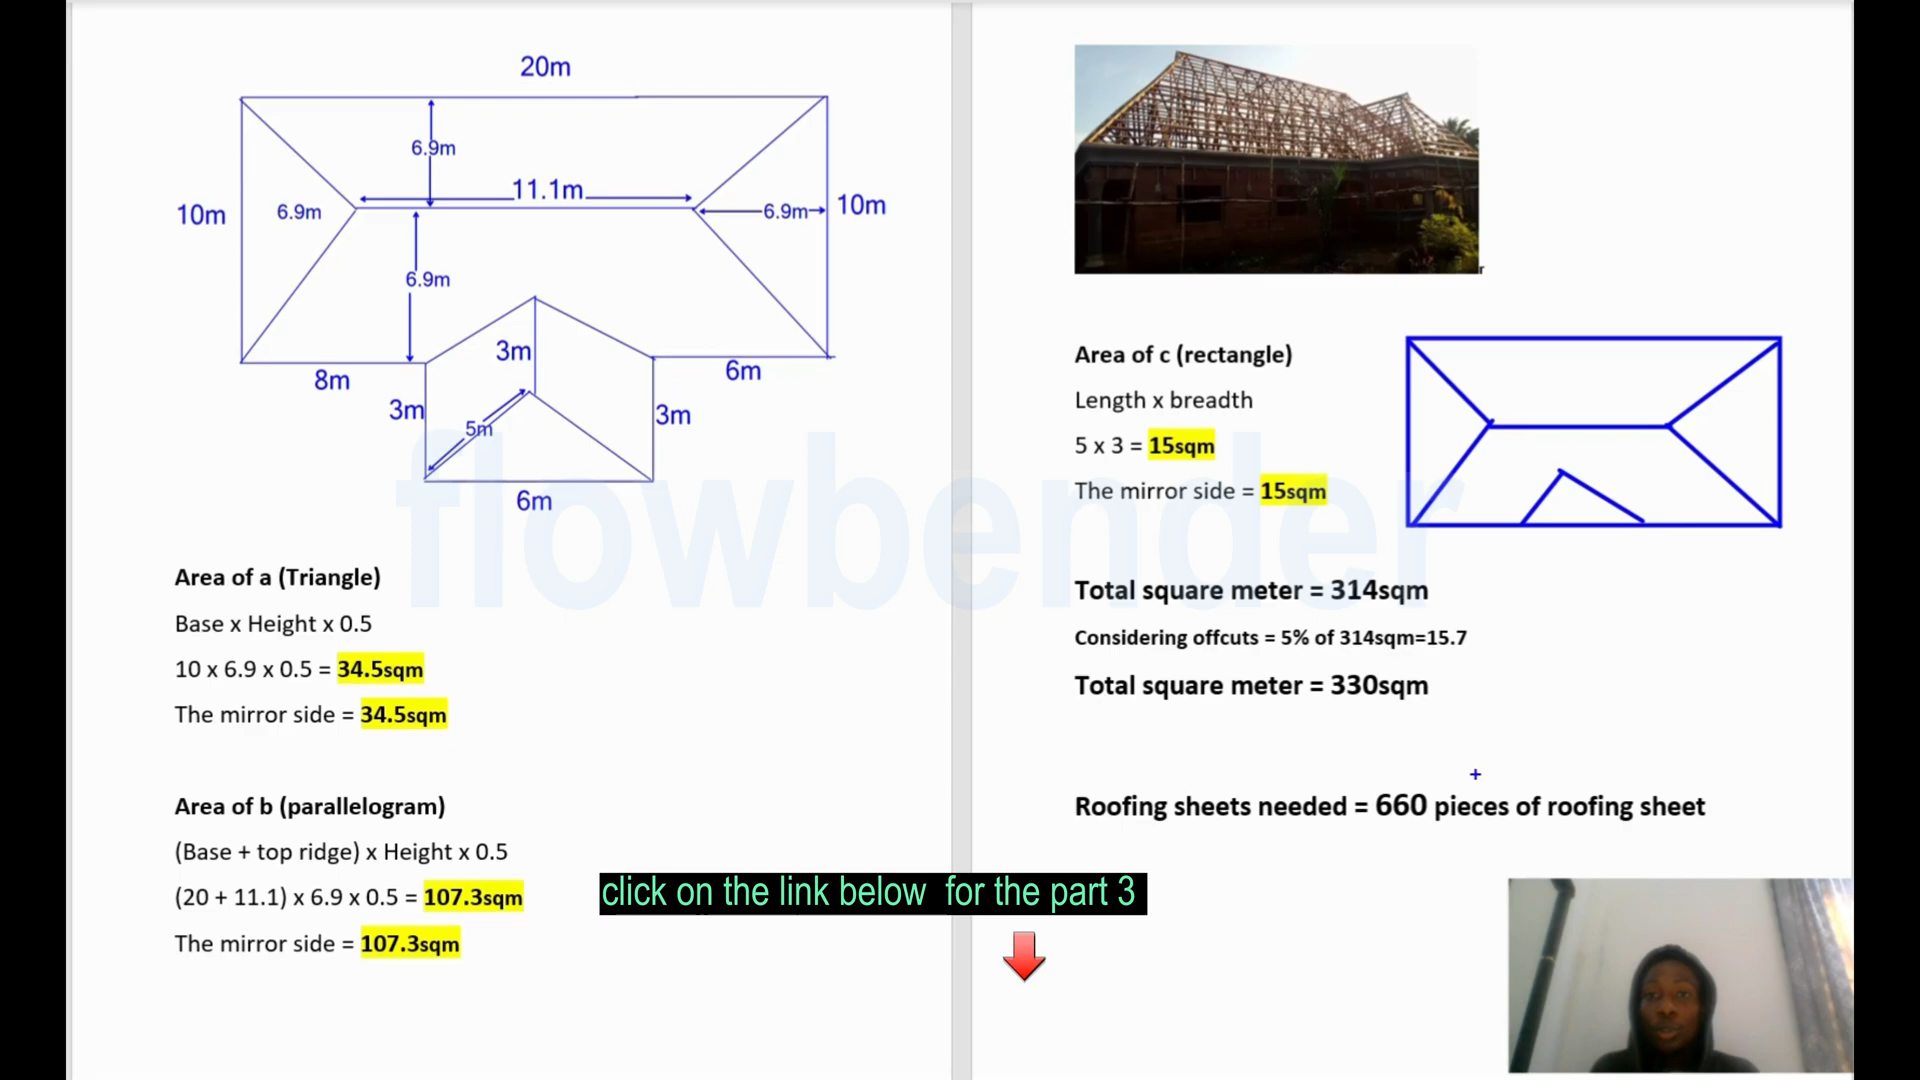 20m
6.9m
11.1m
10m
6.9m
6.9m
10m
6.9m
3m
8m
6m
3m
5m
3m
6m
flowbender
Area of a (Triangle)
Base x Height x 0.5
10 x 6.9 x 0.5 = 34.5sqm
The mirror side = 34.5sqm
Area of b (parallelogram)
(Base + top ridge) x Height x 0.5
(20 + 11.1) x 6.9 x 0.5 = 107.3sqm
The mirror side = 107.3sqm
Area of c (rectangle)
Length x breadth
5 x 3 = 15sqm
The mirror side = 15sqm
Total square meter = 314sqm
Considering offcuts = 5% of 314sqm=15.7
Total square meter = 330sqm
Roofing sheets needed = 660 pieces of roofing sheet
click on the link below for the part 3